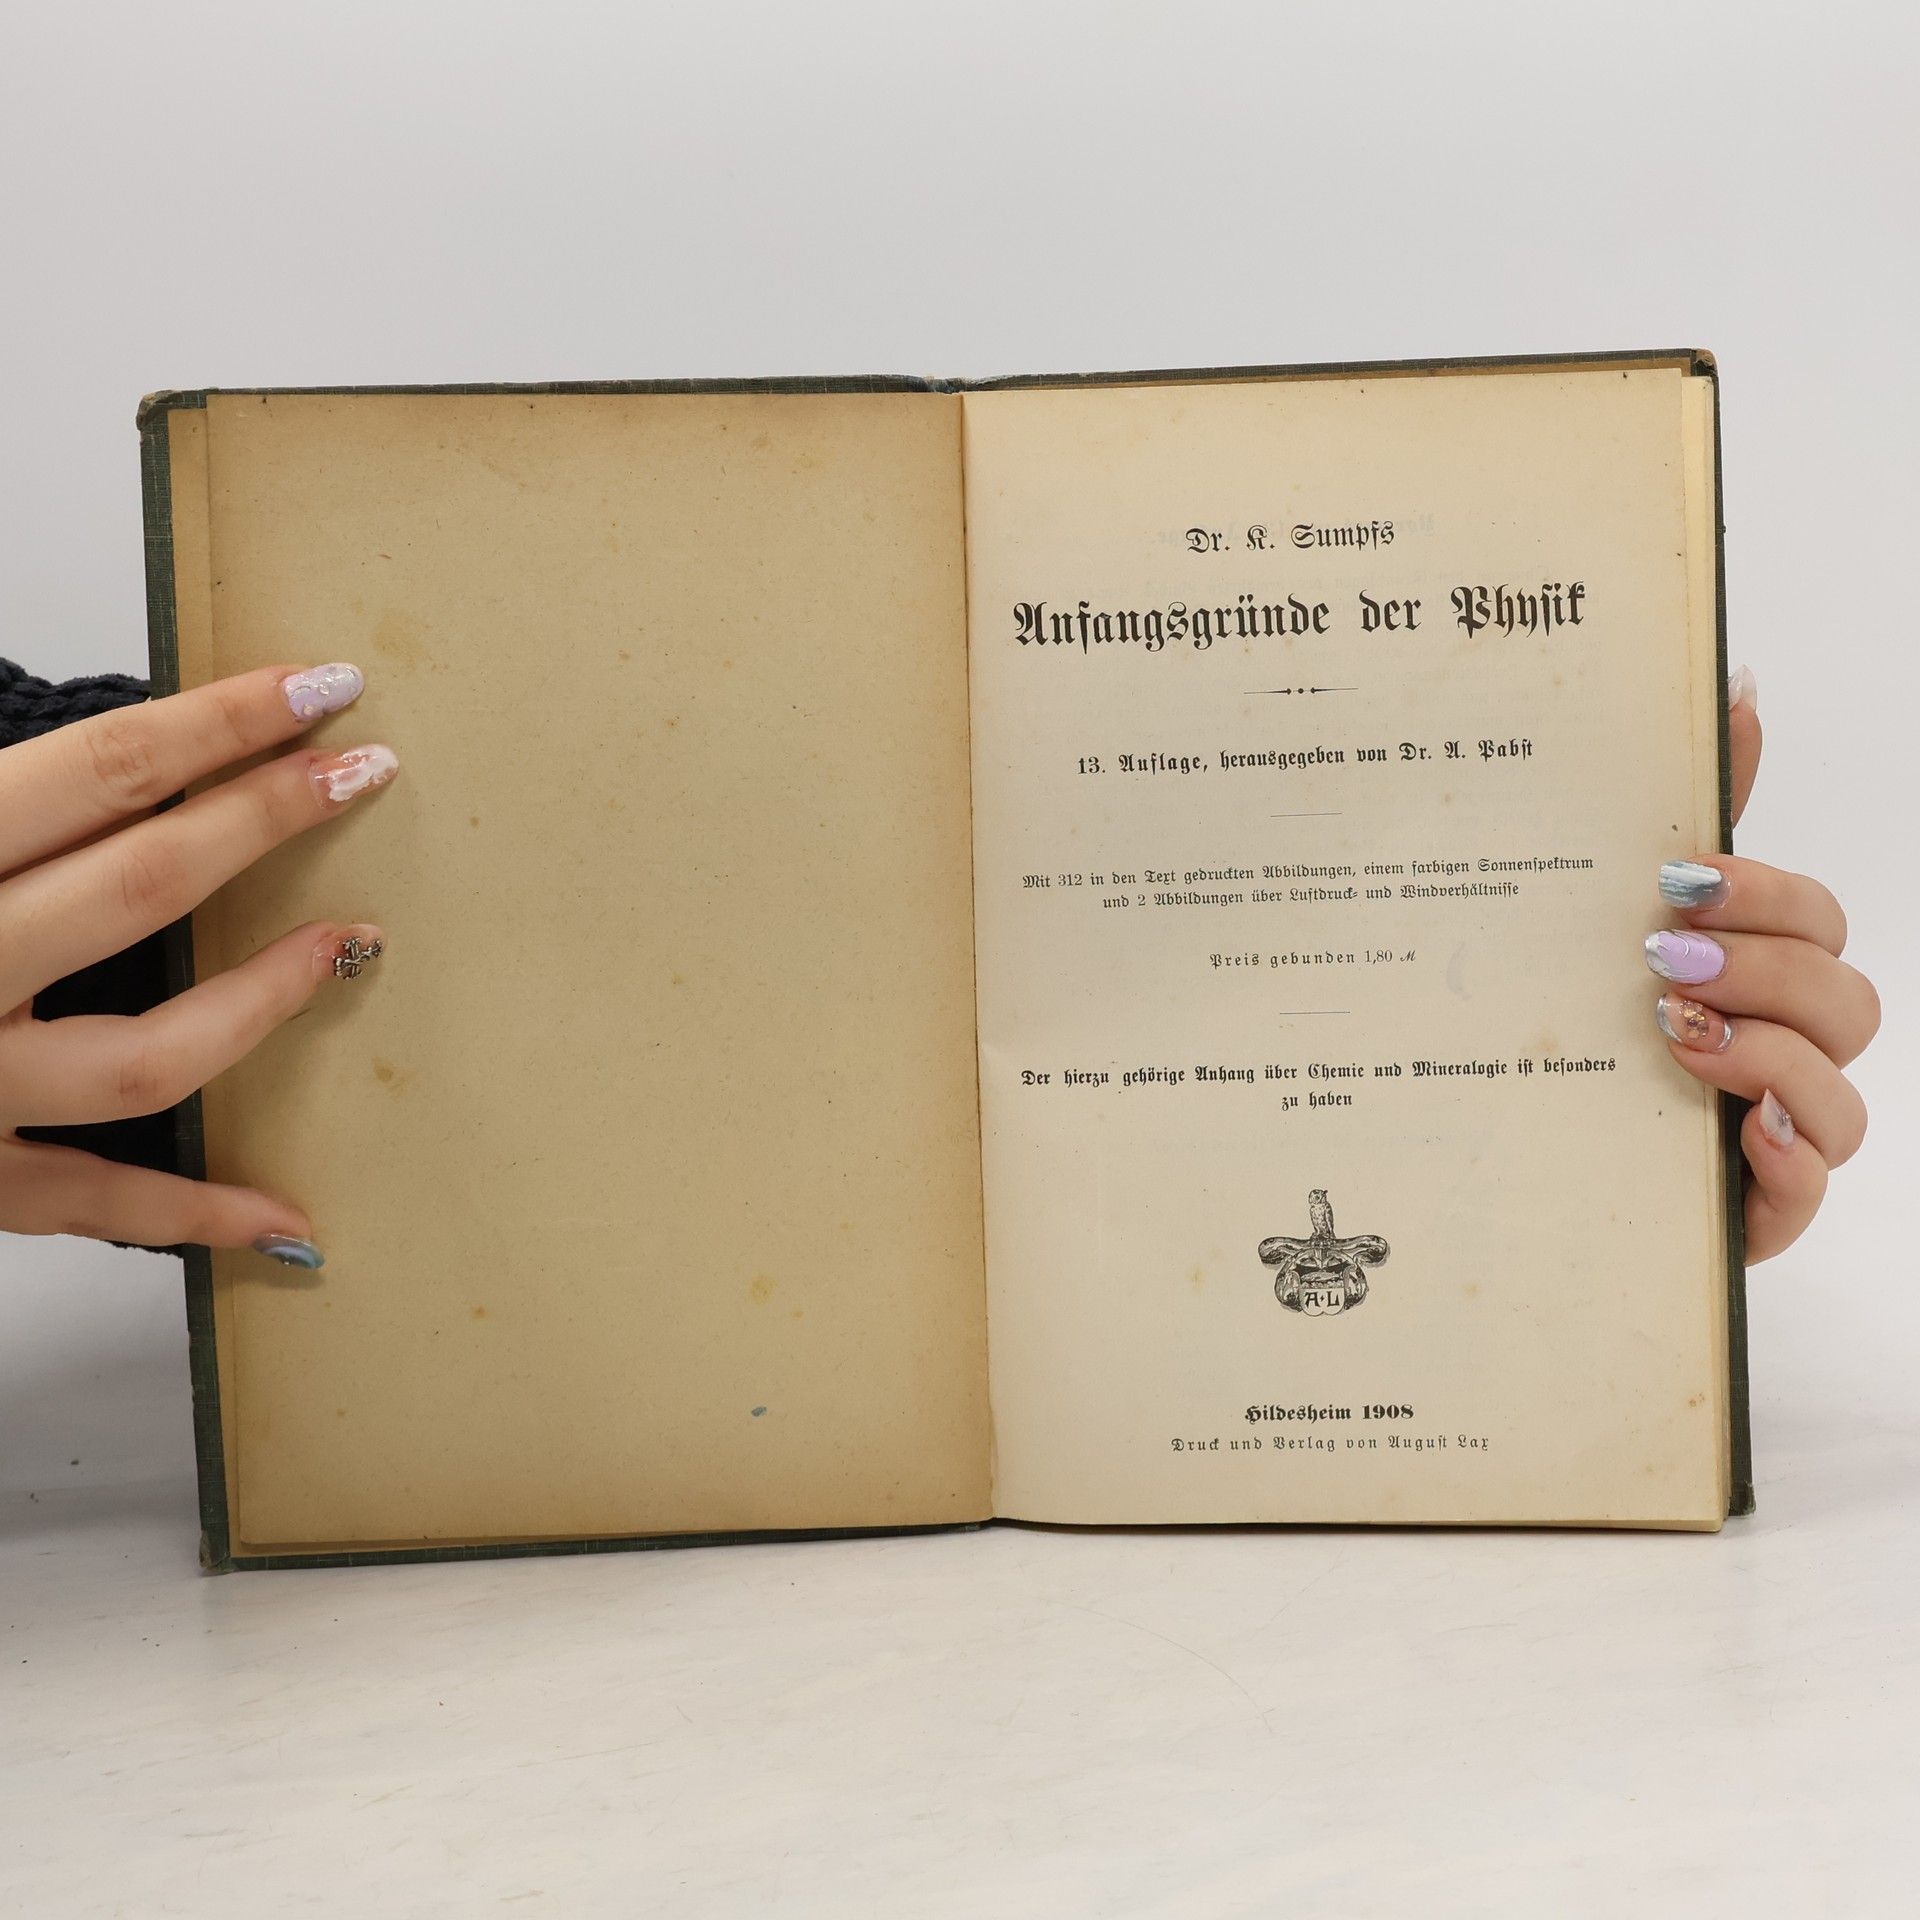 Dr. K. Sumpfs
Anfangsgründe der Physik
13. Auflage, herausgegeben von Dr. A. Pabst
Mit 312 in den Text gedruckten Abbildungen, einem farbigen Sonnenspektrum
und 2 Abbildungen über Luftdruck- und Windverhältnisse
Preis gebunden 1,80 M
Der hierzu gehörige Anhang über Chemie und Mineralogie ist besonders
zu haben
A·L
Hildesheim 1908
Druck und Verlag von August Lax